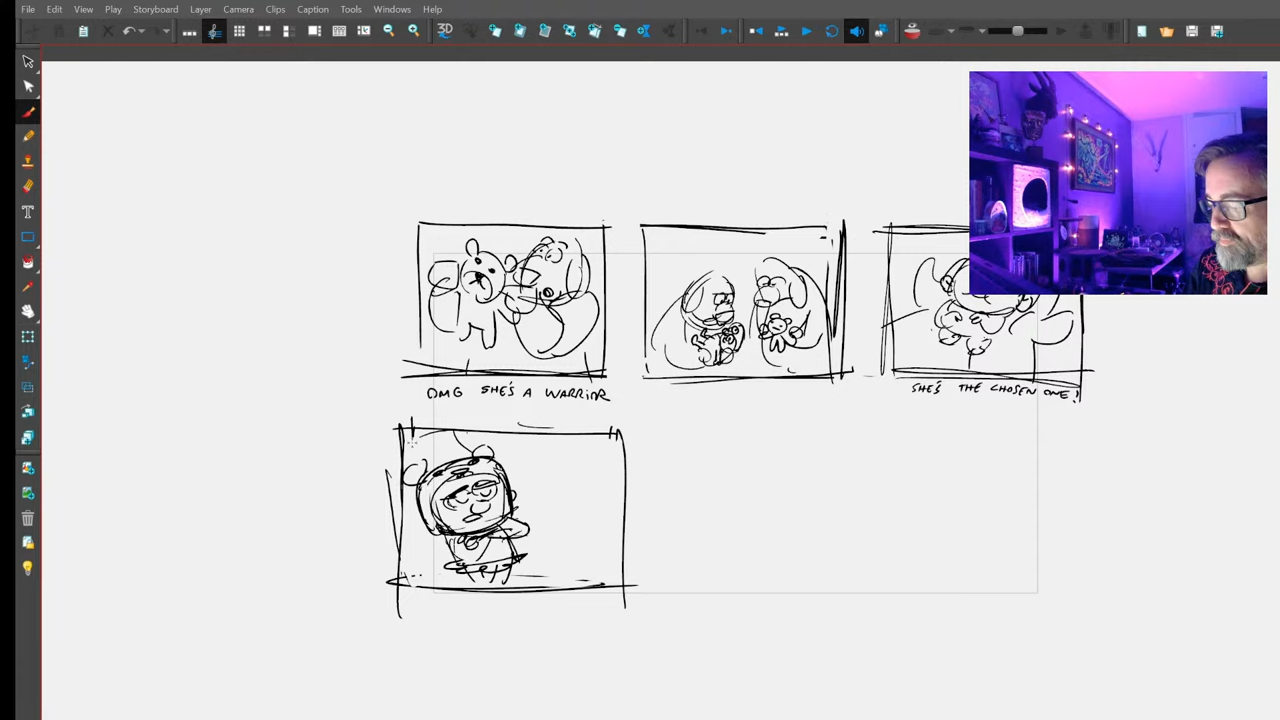 File Edit View Play Storyboard Layer Camera Clips Caption Tools Windows Help
3D
T
OMG SHE'S A WARRIOR
SHE'S THE CHOSEN ONE!